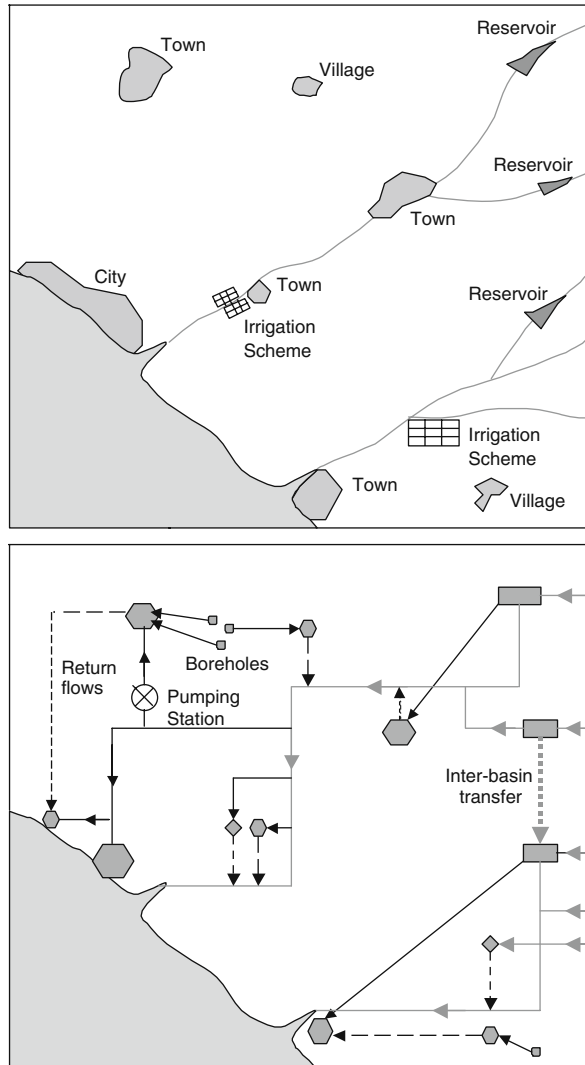 Reservoir
Town
Village
Reservoir
Town
City
Town
Reservoir
Irrigation
Scheme
Irrigation
Scheme
Town
Village
Boreholes
Return
flows
Pumping
Station
Inter-basin
transfer